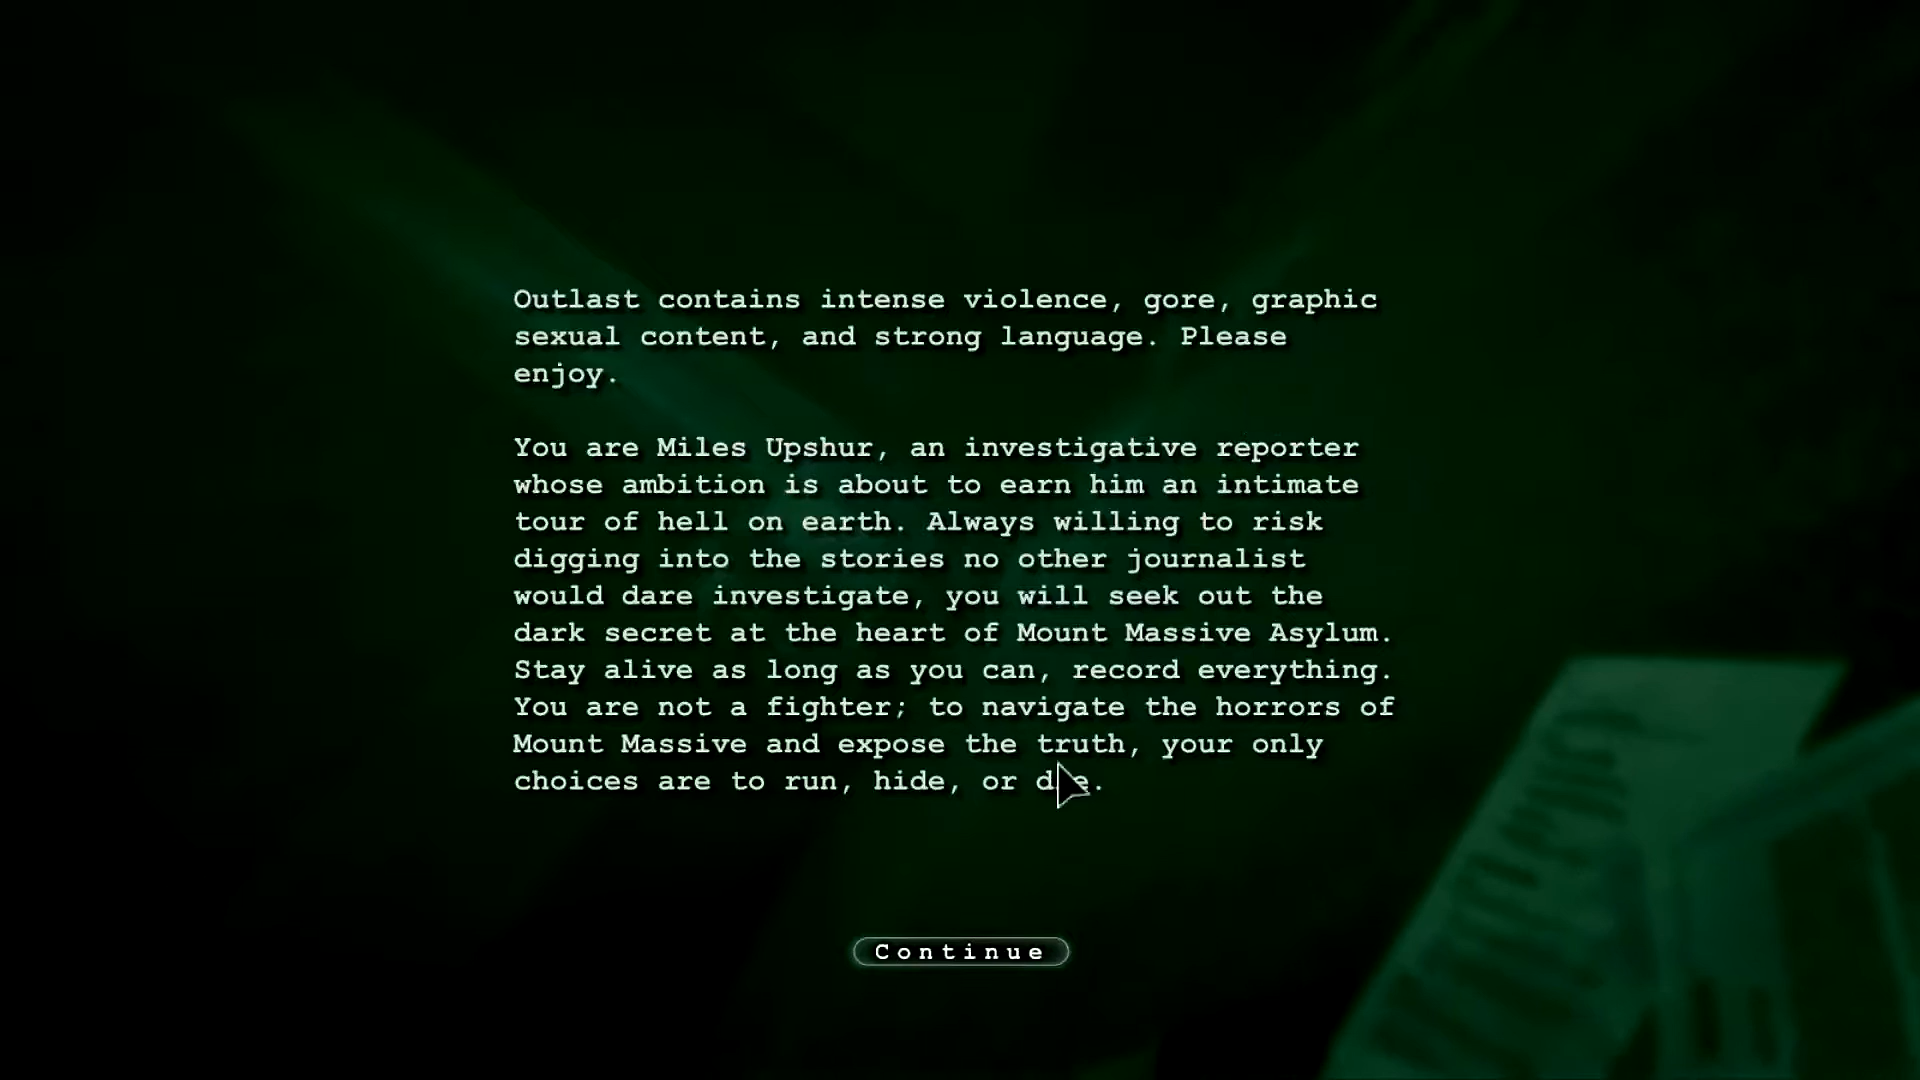 Outlast contains intense violence, gore, graphic
sexual content, and strong language. Please
enjoy.
You are Miles Upshur, an investigative reporter
whose ambition is about to earn him an intimate
tour of hell on earth. Always willing to risk
digging into the stories no other journalist
would dare investigate, you will seek out the
dark secret at the heart of Mount Massive Asylum.
Stay alive as long as you can, record everything.
You are not a fighter; to navigate the horrors of
Mount Massive and expose the truth, your only
choices are to run, hide, or die.
Continue